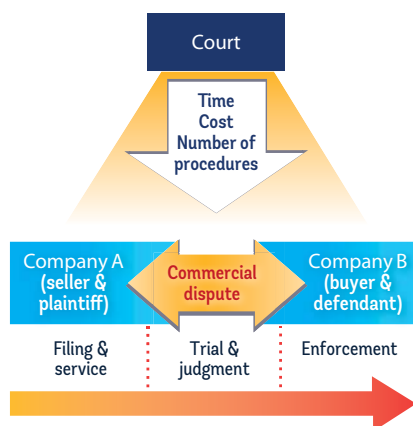 Court
Time
Cost
Number of
procedures
Company A
(seller &
plaintiff)
Commercial
dispute
Company B
(buyer &
defendant)
Filing &
service
Trial &
judgment
Enforcement